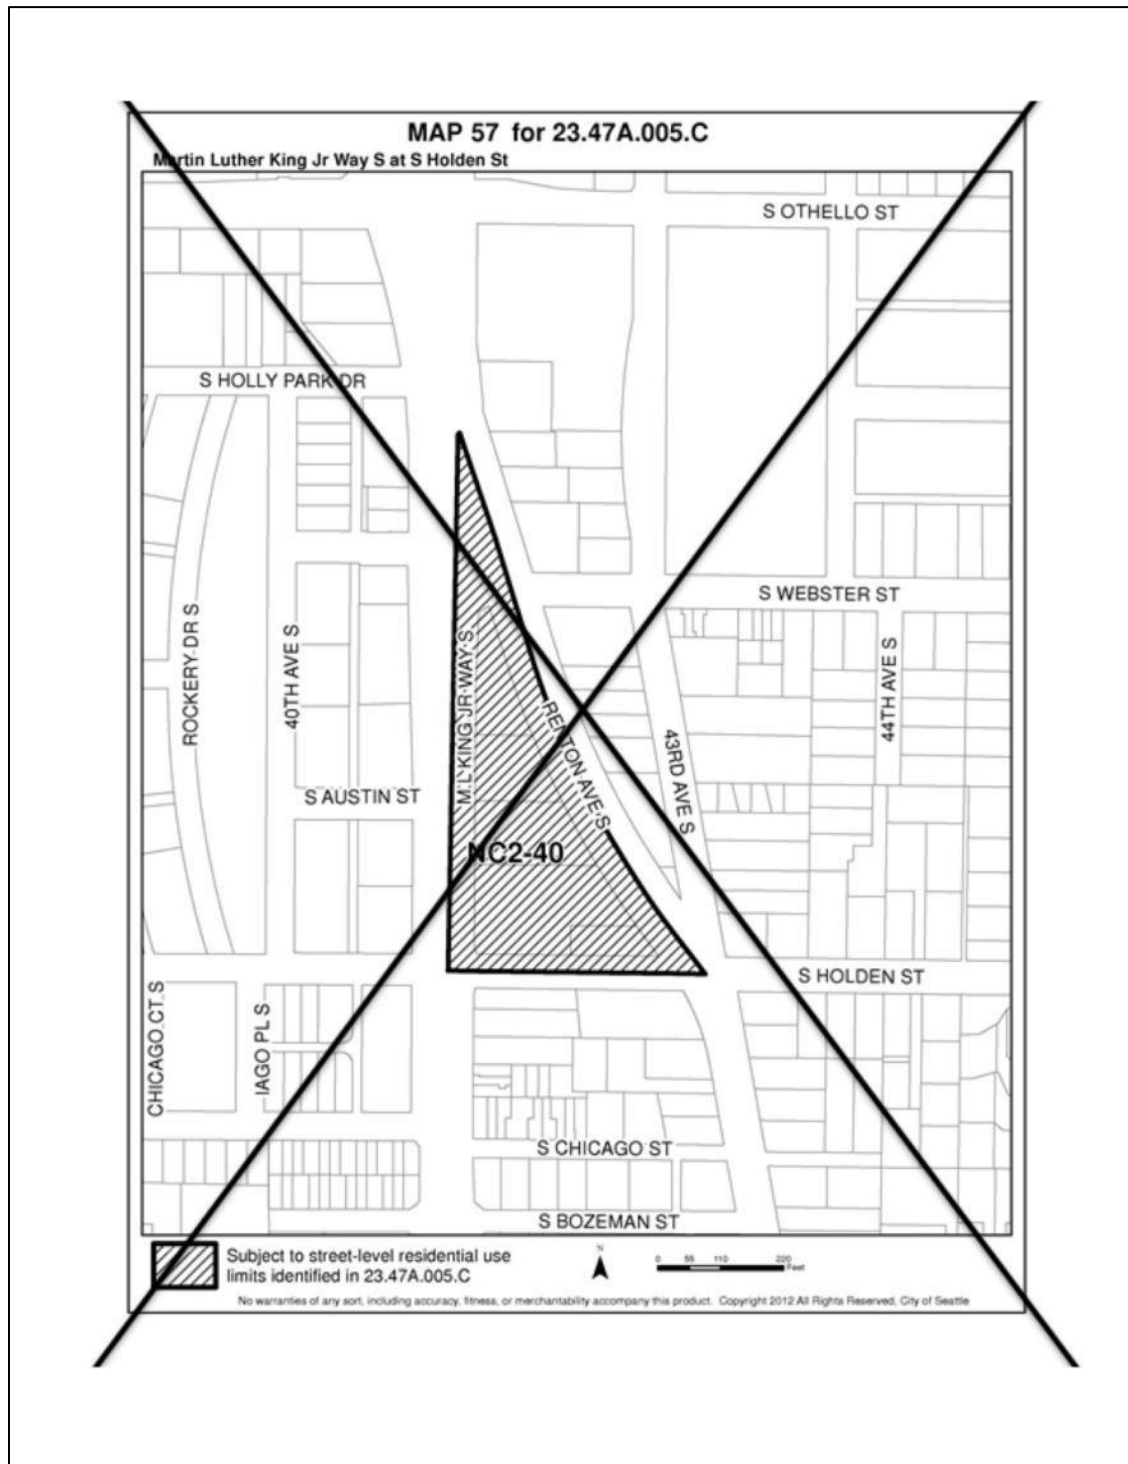 MAP 57 for 23.47A.005.C
Martin Luther King Jr Way S at S Holden St
S OTHELLO ST
S HOLLY PARK DR
S WEBSTER ST
ROCKERY DR S
40TH AVE S
M L KING JR WAY S
RENTON AVE S
43RD AVE S
44TH AVE S
S AUSTIN ST
NC2-40
S HOLDEN ST
CHICAGO CT S
IAGO PL S
S CHICAGO ST
S BOZEMAN ST
Subject to street-level residential use
limits identified in 23.47A.005.C
N
0 55 110 220
Feet
No warranties of any sort, including accuracy, fitness, or merchantability accompany this product. Copyright 2012 All Rights Reserved, City of Seattle